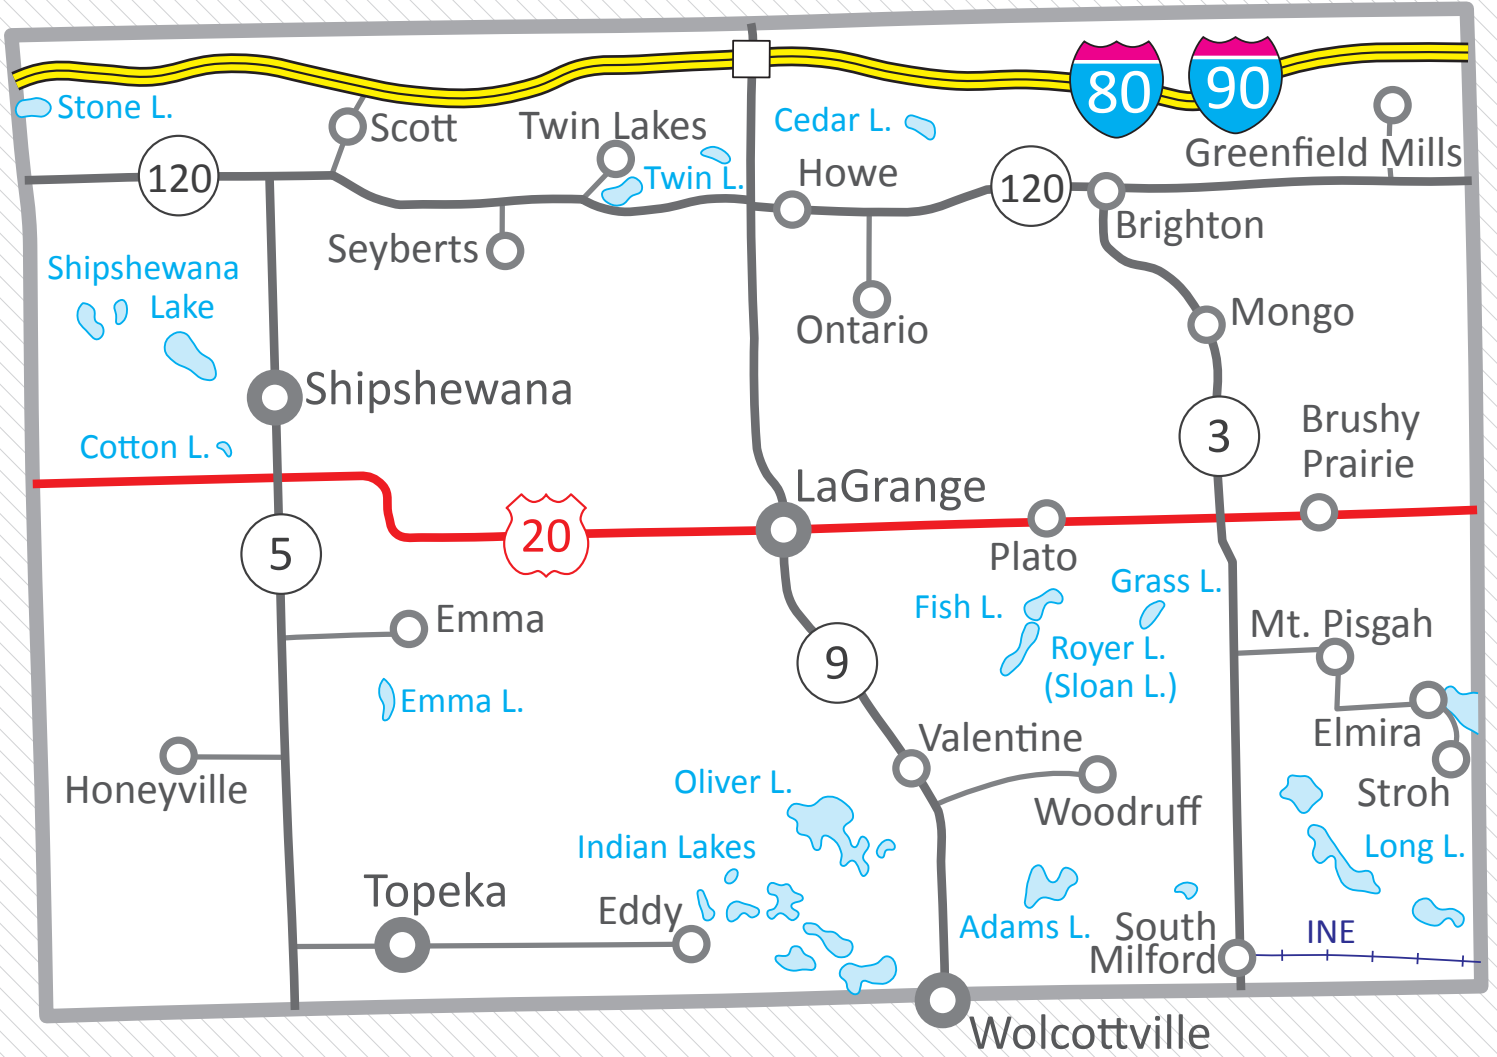 80
90
Stone L.
Scott
Twin Lakes
Cedar L.
Greenfield Mills
120
Twin L.
Howe
120
Brighton
Seyberts
Shipshewana
Lake
Ontario
Mongo
Shipshewana
Cotton L.
3
Brushy
Prairie
LaGrange
20
5
Plato
Grass L.
Fish L.
Emma
Royer L.
(Sloan L.)
Mt. Pisgah
9
Emma L.
Valentine
Elmira
Honeyville
Oliver L.
Woodruff
Stroh
Indian Lakes
Long L.
Topeka
Eddy
Adams L.
South
Milford
INE
Wolcottville